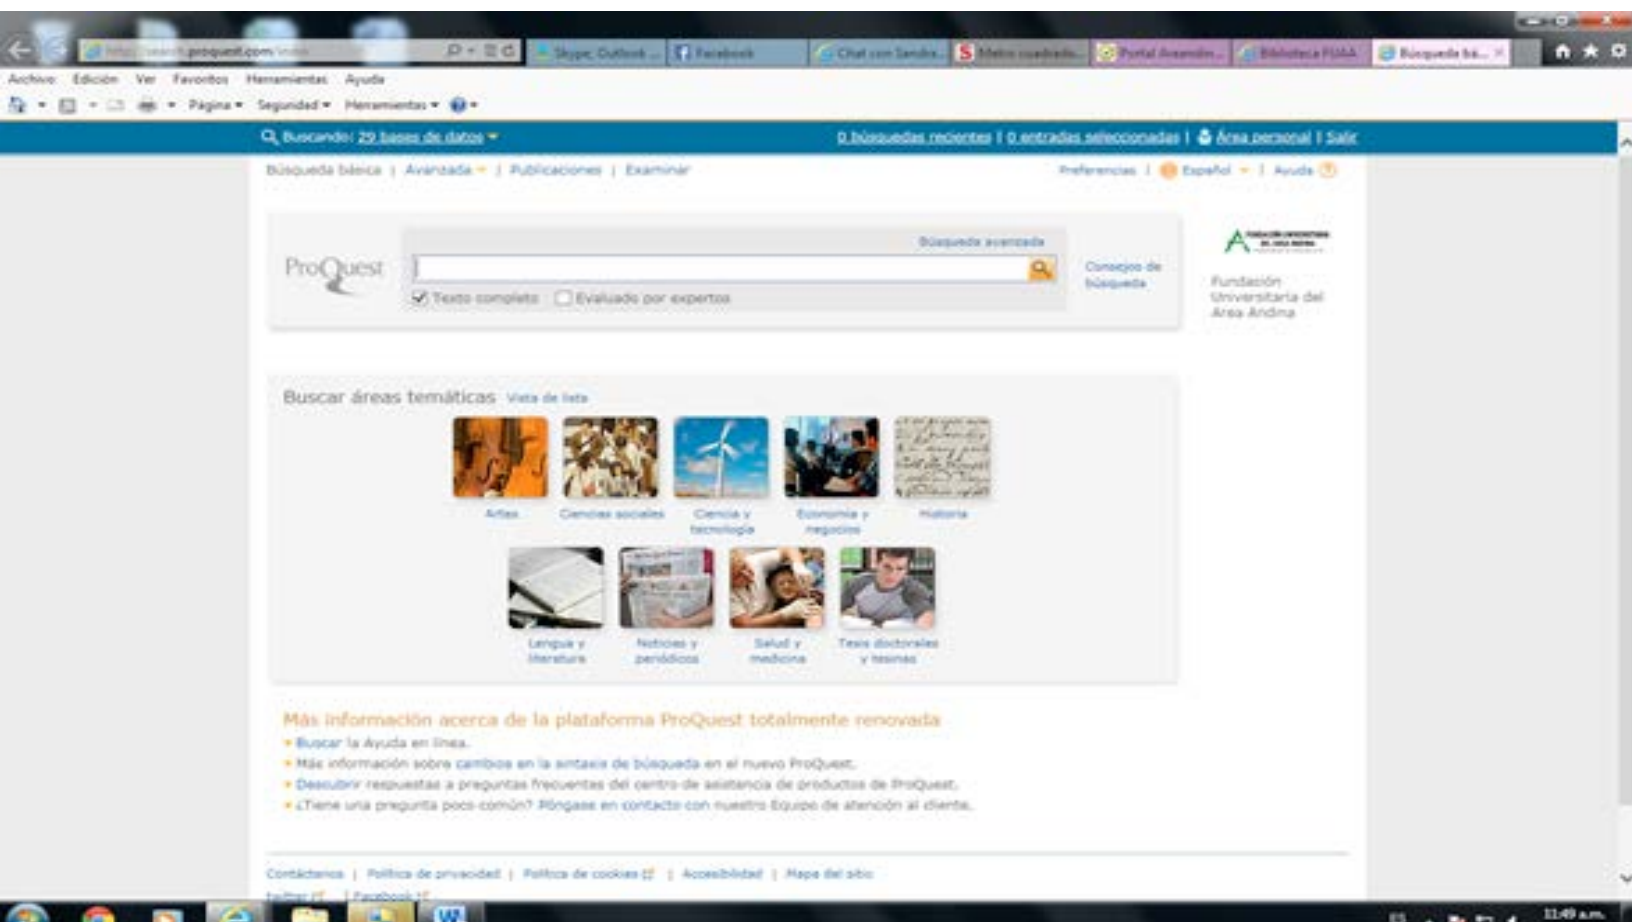 search.proquest.com
Skype, Outlook ...
Facebook
Chat con Sandra...
Metro cuadrado...
Portal Areandin...
Biblioteca FUAA
Búsqueda bá...
Archivo Edición Ver Favoritos Herramientas Ayuda
Página Seguridad Herramientas
Buscando: 29 bases de datos
0 búsquedas recientes | 0 entradas seleccionadas | Área personal | Salir
Búsqueda básica | Avanzada | Publicaciones | Examinar
Preferencias | Español | Ayuda
Búsqueda avanzada
ProQuest
Consejos de
búsqueda
Texto completo Evaluado por expertos
FUNDACIÓN UNIVERSITARIA
DEL ÁREA ANDINA
Fundación
Universitaria del
Area Andina
Buscar áreas temáticas Vista de lista
Artes
Ciencias sociales
Ciencia y
tecnología
Economía y
negocios
Historia
Lengua y
literatura
Noticias y
periódicos
Salud y
medicina
Tesis doctorales
y tesinas
Más información acerca de la plataforma ProQuest totalmente renovada
Buscar la Ayuda en línea.
Más información sobre cambios en la sintaxis de búsqueda en el nuevo ProQuest.
Descubrir respuestas a preguntas frecuentes del centro de asistencia de productos de ProQuest.
¿Tiene una pregunta poco común? Póngase en contacto con nuestro Equipo de atención al cliente.
Contáctenos | Política de privacidad | Política de cookies | Accesibilidad | Mapa del sitio
twitter | Facebook
ES
11:49 a.m.